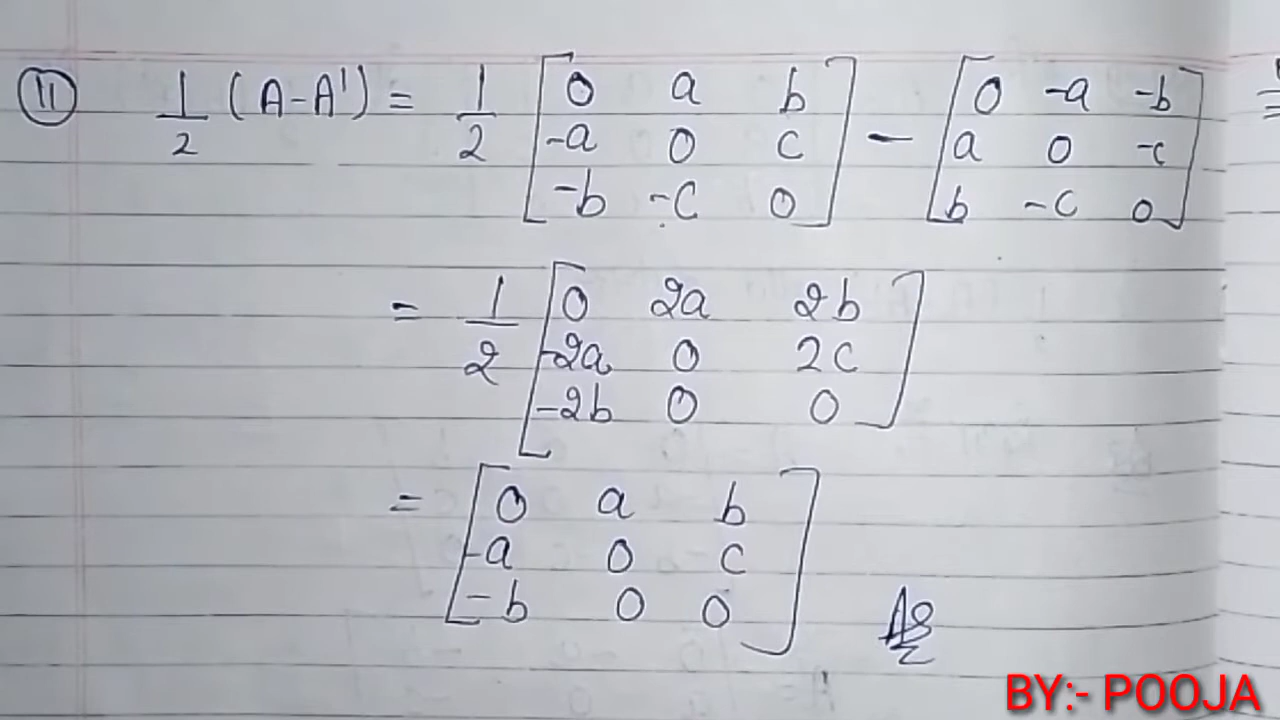 11 1/2 (A-A') = 1/2 [0 a b -a 0 c -b -c 0] - [0 -a -b a 0 -c b -c 0]
= 1/2 [0 2a 2b -2a 0 2c -2b 0 0]
= [0 a b -a 0 c -b 0 0]
BY:- POOJA